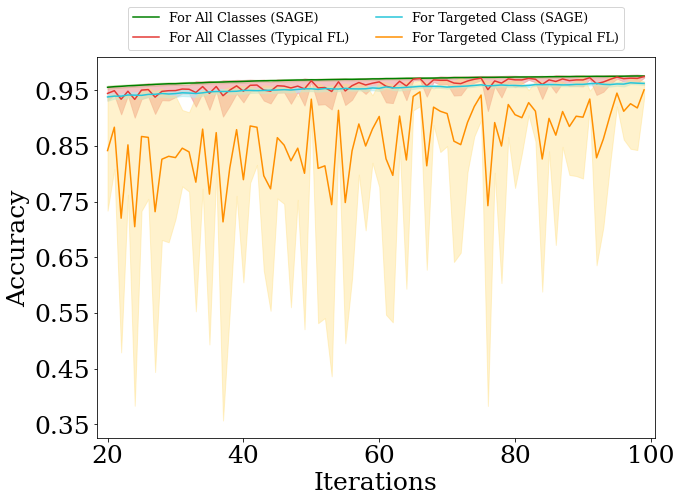 For All Classes (SAGE)
For All Classes (Typical FL)
For Targeted Class (SAGE)
For Targeted Class (Typical FL)
Accuracy
0.95
0.85
0.75
0.65
0.55
0.45
0.35
20 40 60 80 100
Iterations